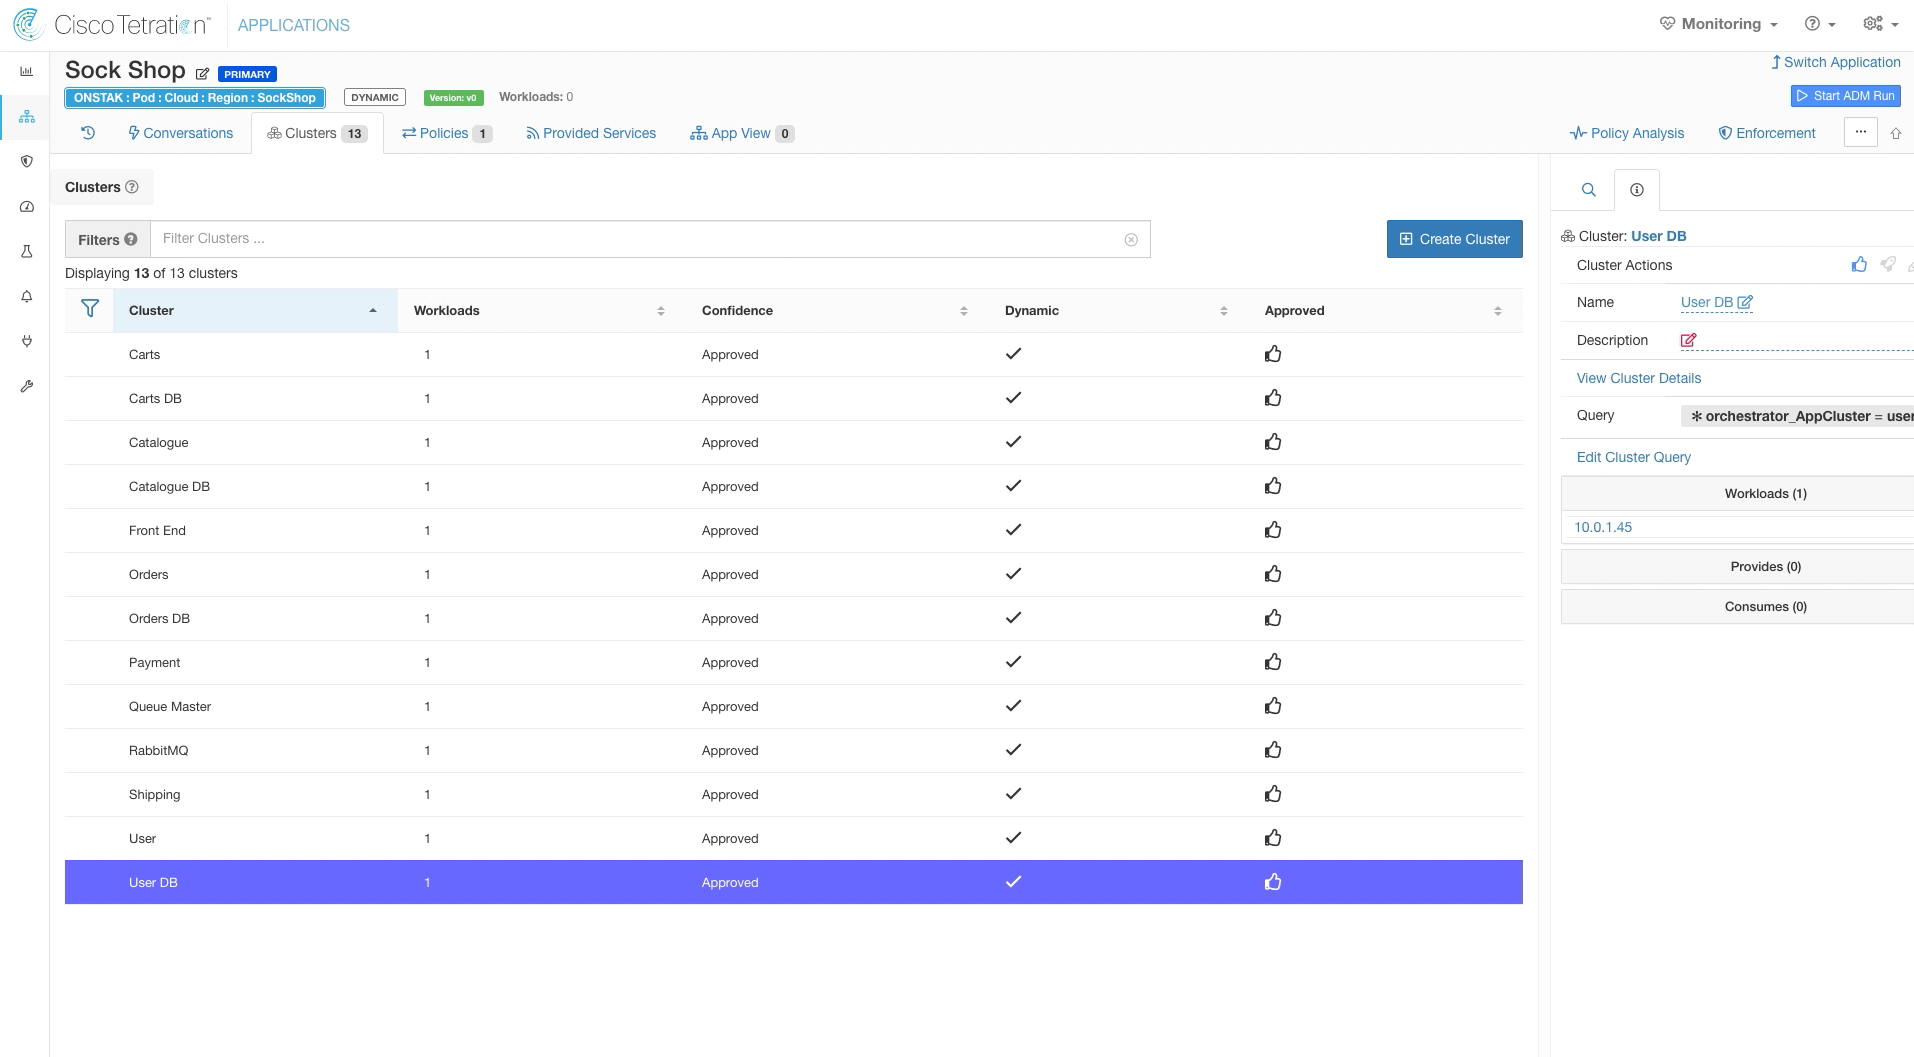 Cisco Tetration™ APPLICATIONS Monitoring
Sock Shop PRIMARY Switch Application
ONSTAK : Pod : Cloud : Region : SockShop DYNAMIC Version: v0 Workloads: 0 Start ADM Run
Conversations Clusters 13 Policies 1 Provided Services App View 0 Policy Analysis Enforcement ...
Clusters
Filters Filter Clusters ... Create Cluster
Displaying 13 of 13 clusters
Cluster Workloads Confidence Dynamic Approved
Carts 1 Approved
Carts DB 1 Approved
Catalogue 1 Approved
Catalogue DB 1 Approved
Front End 1 Approved
Orders 1 Approved
Orders DB 1 Approved
Payment 1 Approved
Queue Master 1 Approved
RabbitMQ 1 Approved
Shipping 1 Approved
User 1 Approved
User DB 1 Approved
Cluster: User DB
Cluster Actions
Name User DB
Description
View Cluster Details
Query * orchestrator_AppCluster = user
Edit Cluster Query
Workloads (1)
10.0.1.45
Provides (0)
Consumes (0)